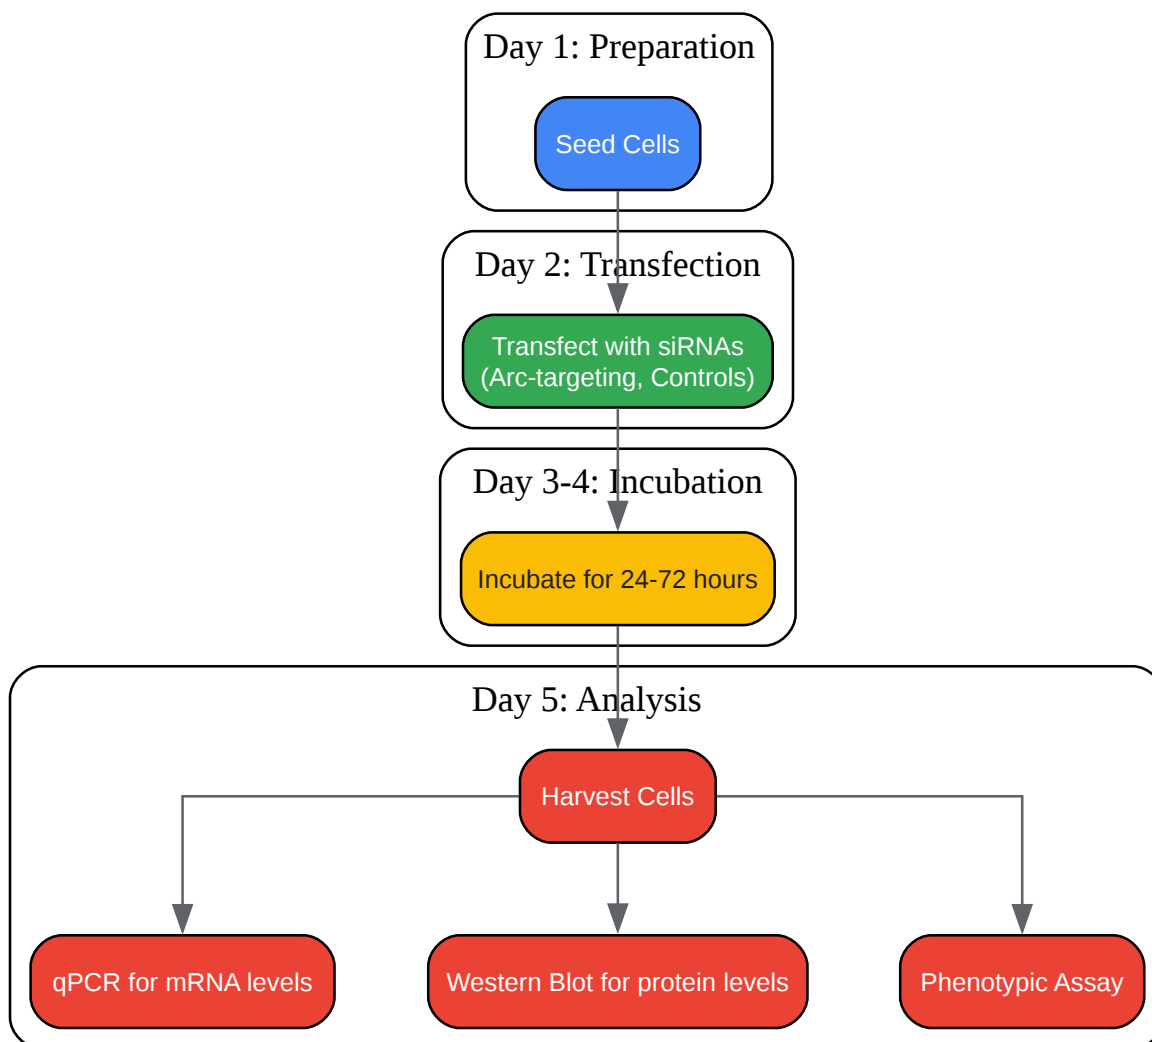 Day 1: Preparation
Seed Cells
Day 2: Transfection
Transfect with siRNAs
(Arc-targeting, Controls)
Day 3-4: Incubation
Incubate for 24-72 hours
Day 5: Analysis
Harvest Cells
qPCR for mRNA levels
Western Blot for protein levels
Phenotypic Assay